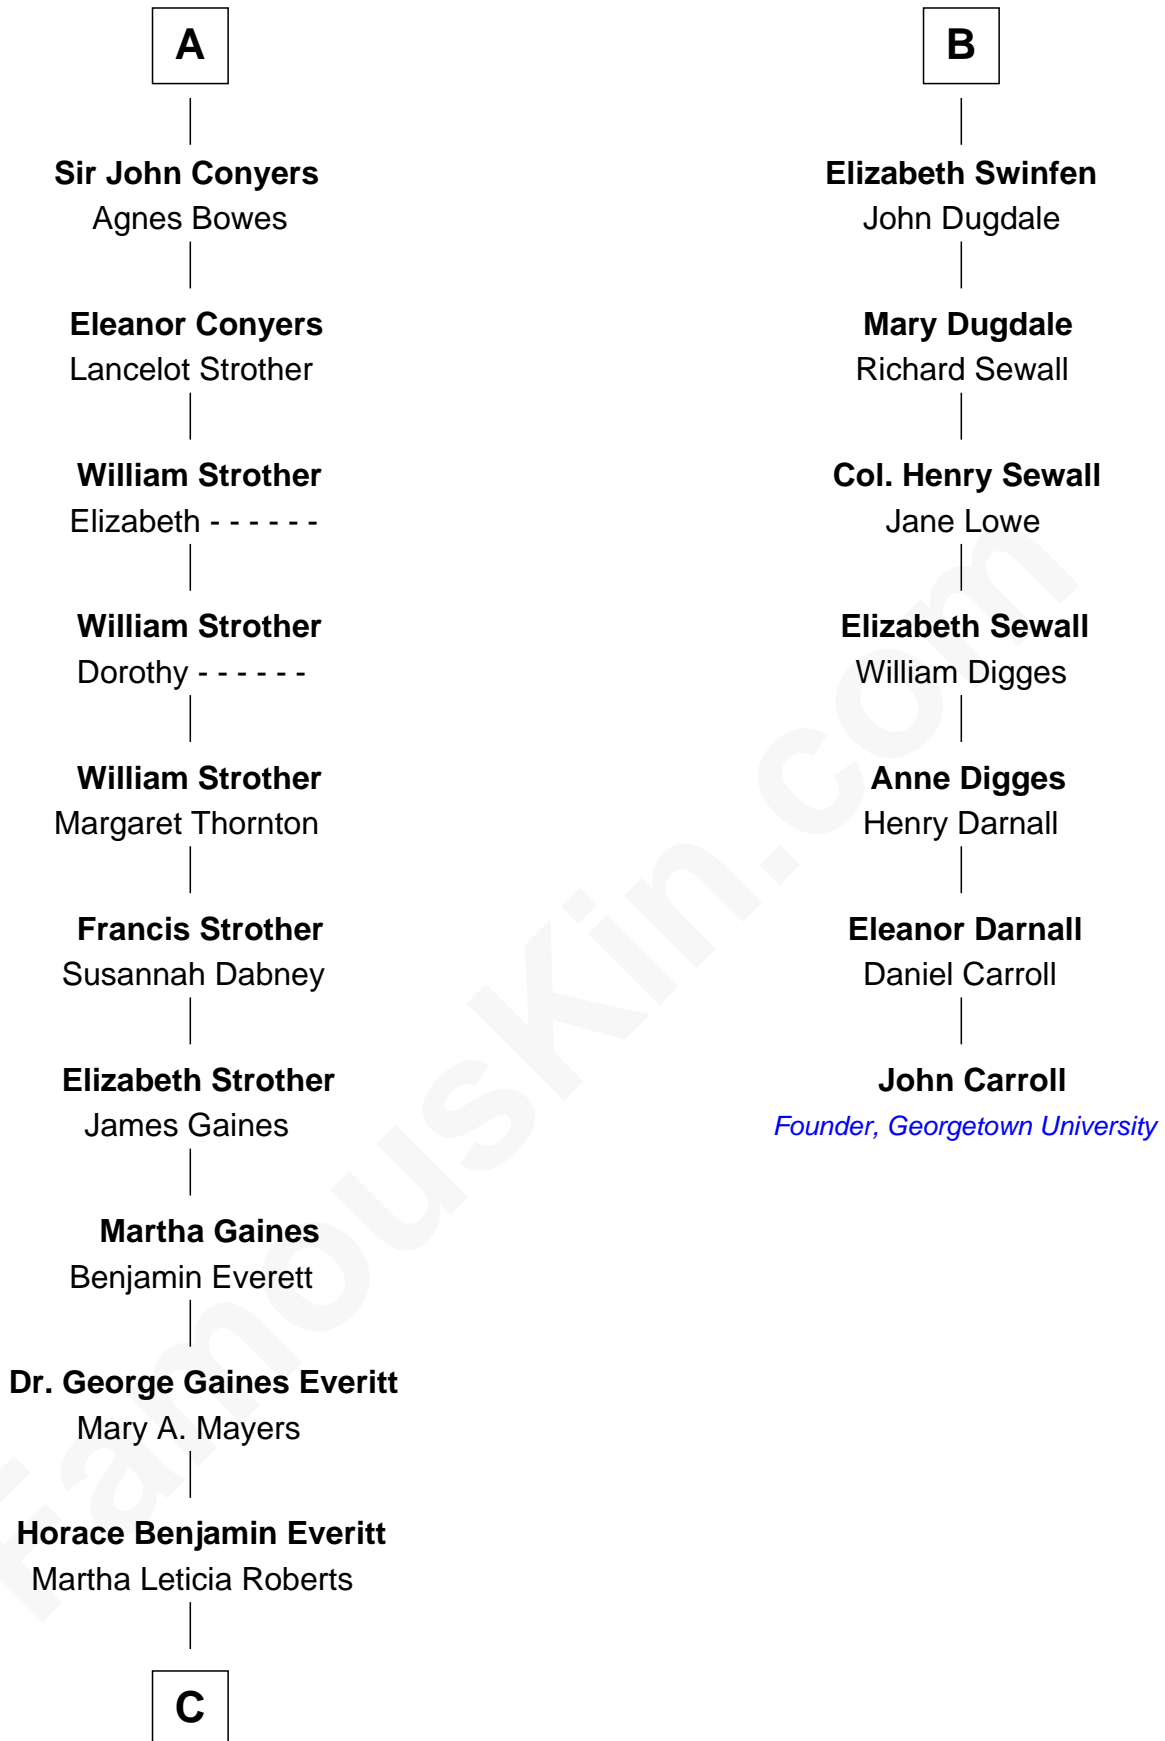 A
Sir John Conyers
Agnes Bowes
Eleanor Conyers
Lancelot Strother
William Strother
Elizabeth - - - - - -
William Strother
Dorothy - - - - - -
William Strother
Margaret Thornton
Francis Strother
Susannah Dabney
Elizabeth Strother
James Gaines
Martha Gaines
Benjamin Everett
Dr. George Gaines Everitt
Mary A. Mayers
Horace Benjamin Everitt
Martha Leticia Roberts
C
B
Elizabeth Swinfen
John Dugdale
Mary Dugdale
Richard Sewall
Col. Henry Sewall
Jane Lowe
Elizabeth Sewall
William Digges
Anne Digges
Henry Darnall
Eleanor Darnall
Daniel Carroll
John Carroll
Founder, Georgetown University
FamousKin.com